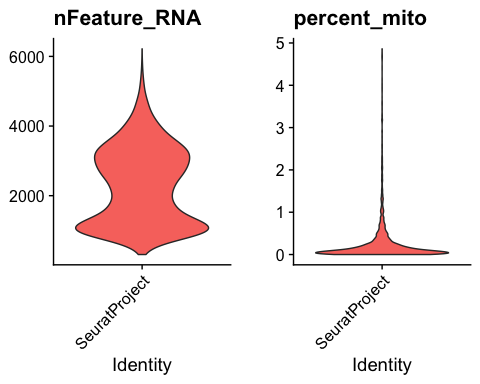 nFeature_RNA
6000
4000
2000
SeuratProject
Identity
percent_mito
5
4
3
2
1
0
SeuratProject
Identity